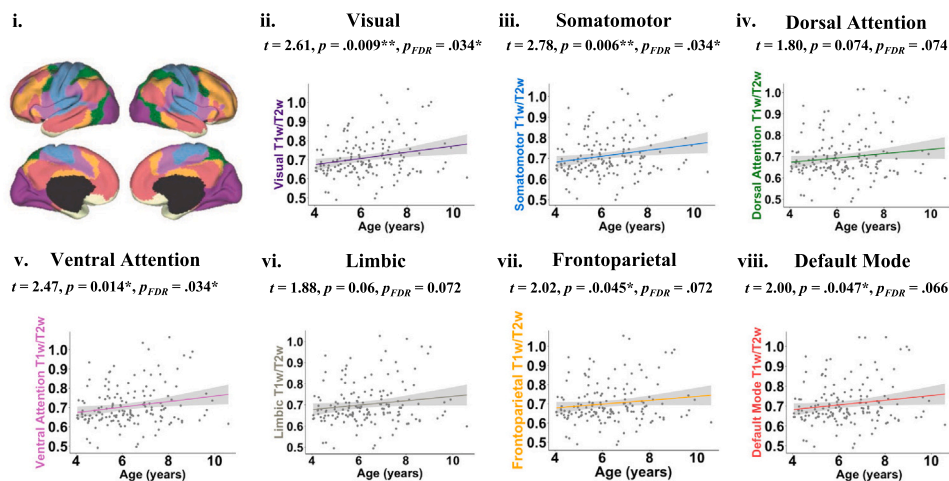 i.
ii. Visual
t = 2.61, p = .009**, pFDR = .034*
Visual T1w/T2w
1.0
0.9
0.8
0.7
0.6
0.5
4 6 8 10
Age (years)
iii. Somatomotor
t = 2.78, p = 0.006**, pFDR = .034*
Somatomotor T1w/T2w
1.0
0.9
0.8
0.7
0.6
0.5
4 6 8 10
Age (years)
iv. Dorsal Attention
t = 1.80, p = 0.074, pFDR = .074
Dorsal Attention T1w/T2w
1.0
0.9
0.8
0.7
0.6
0.5
4 6 8 10
Age (years)
v. Ventral Attention
t = 2.47, p = 0.014*, pFDR = .034*
Ventral Attention T1w/T2w
1.0
0.9
0.8
0.7
0.6
0.5
4 6 8 10
Age (years)
vi. Limbic
t = 1.88, p = 0.06, pFDR = 0.072
Limbic T1w/T2w
1.0
0.9
0.8
0.7
0.6
0.5
4 6 8 10
Age (years)
vii. Frontoparietal
t = 2.02, p = .045*, pFDR = .072
Frontoparietal T1w/T2w
1.0
0.9
0.8
0.7
0.6
0.5
4 6 8 10
Age (years)
viii. Default Mode
t = 2.00, p = .047*, pFDR = .066
Default Mode T1w/T2w
1.0
0.9
0.8
0.7
0.6
0.5
4 6 8 10
Age (years)